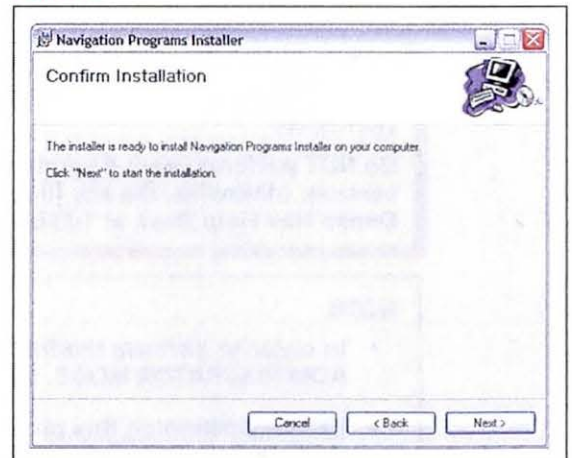 Navigation Programs Installer
Confirm Installation
The installer is ready to install Navigation Programs Installer on your computer.
Click "Next" to start the installation.
Cancel
< Back
Next >